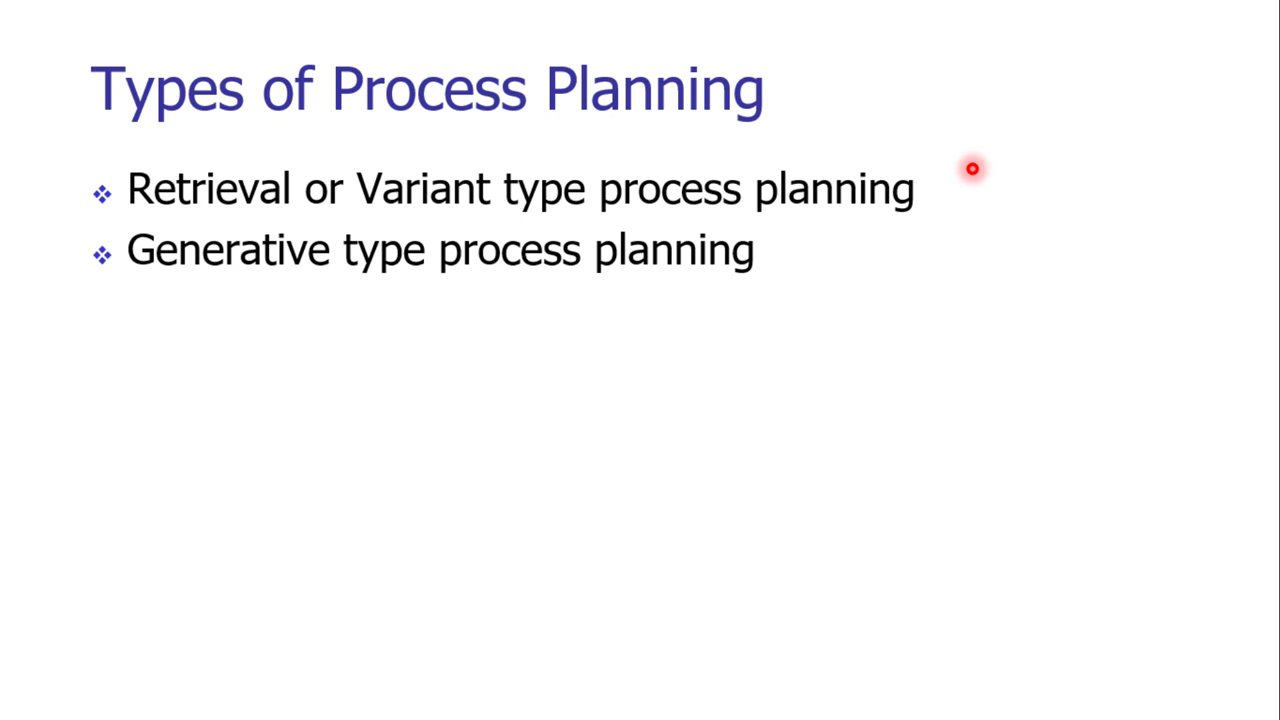 Types of Process Planning
Retrieval or Variant type process planning
Generative type process planning